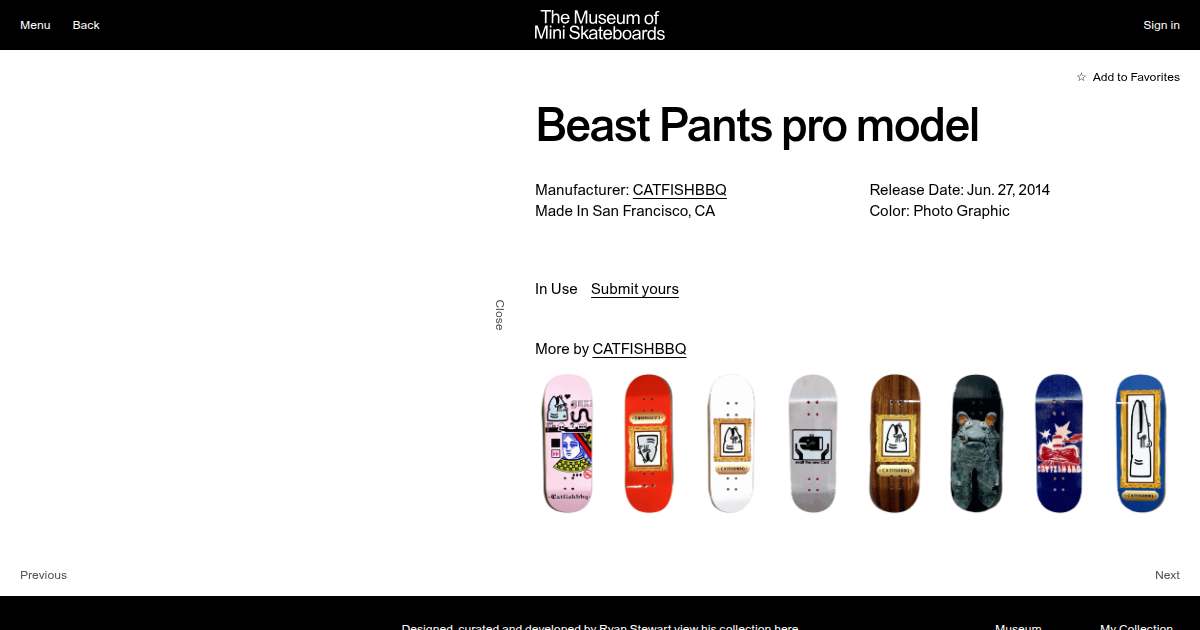 Menu
Back
The Museum of
Mini Skateboards
Sign in
☆ Add to Favorites
Beast Pants pro model
Manufacturer: CATFISHBBQ
Release Date: Jun. 27, 2014
Made In San Francisco, CA
Color: Photo Graphic
In Use
Submit yours
Close
More by CATFISHBBQ
Catfishbbq
CATFISHBBQ
Previous
Next
Designed, curated and developed by Ryan Stewart view his collection here
Museum
My Collection